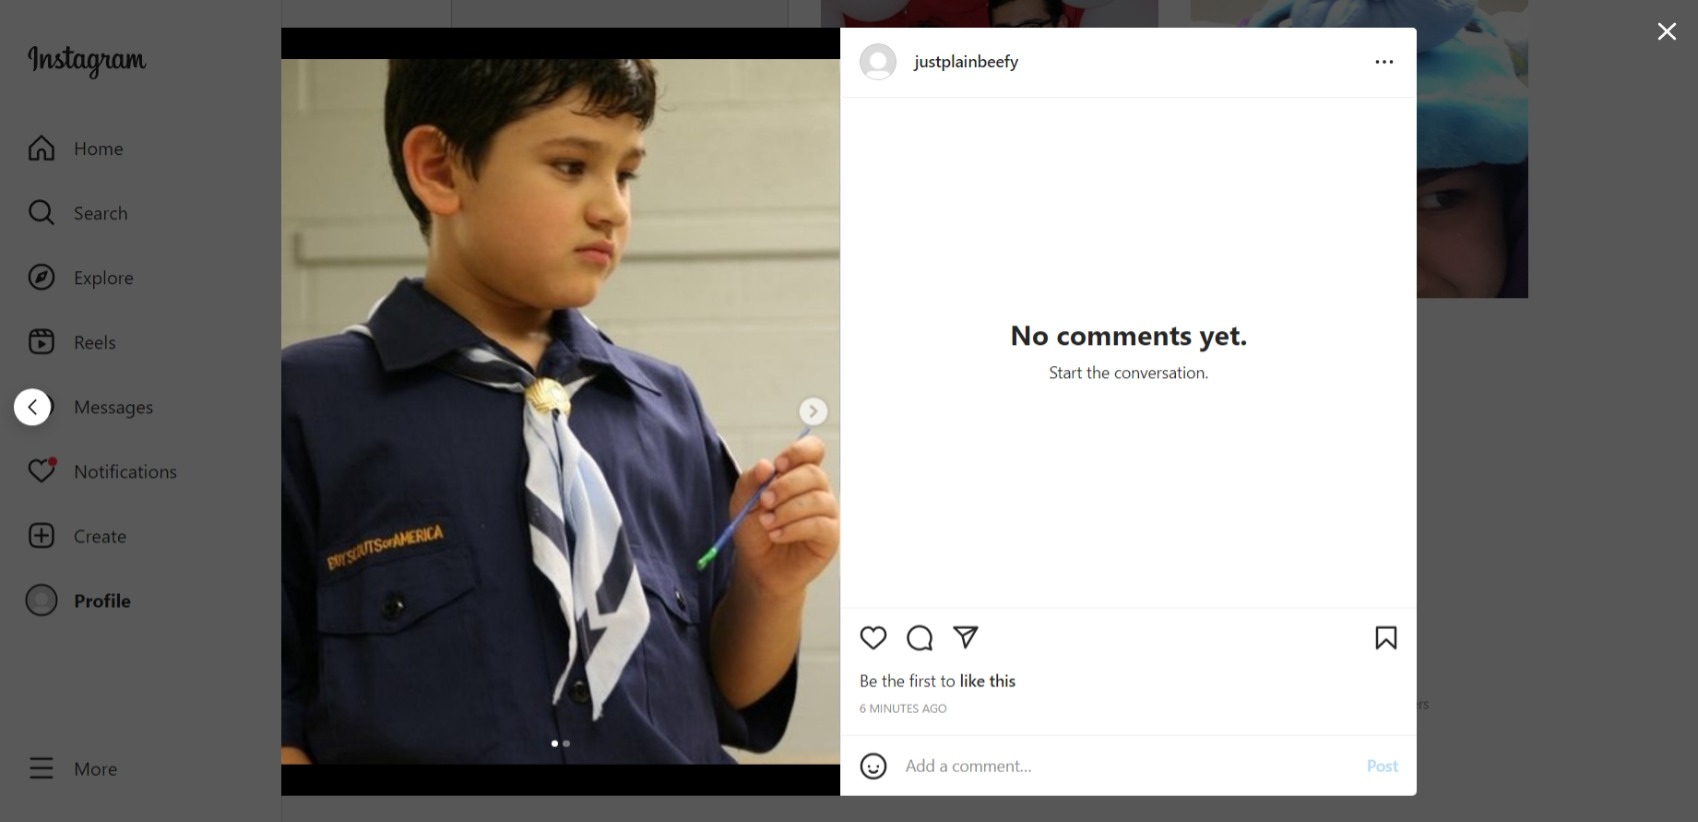 Instagram
Home
Search
Explore
Reels
Messages
Notifications
Create
Profile
More
BOY SCOUTS OF AMERICA
justplainbeefy
No comments yet.
Start the conversation.
Be the first to like this
6 MINUTES AGO
Add a comment...
Post